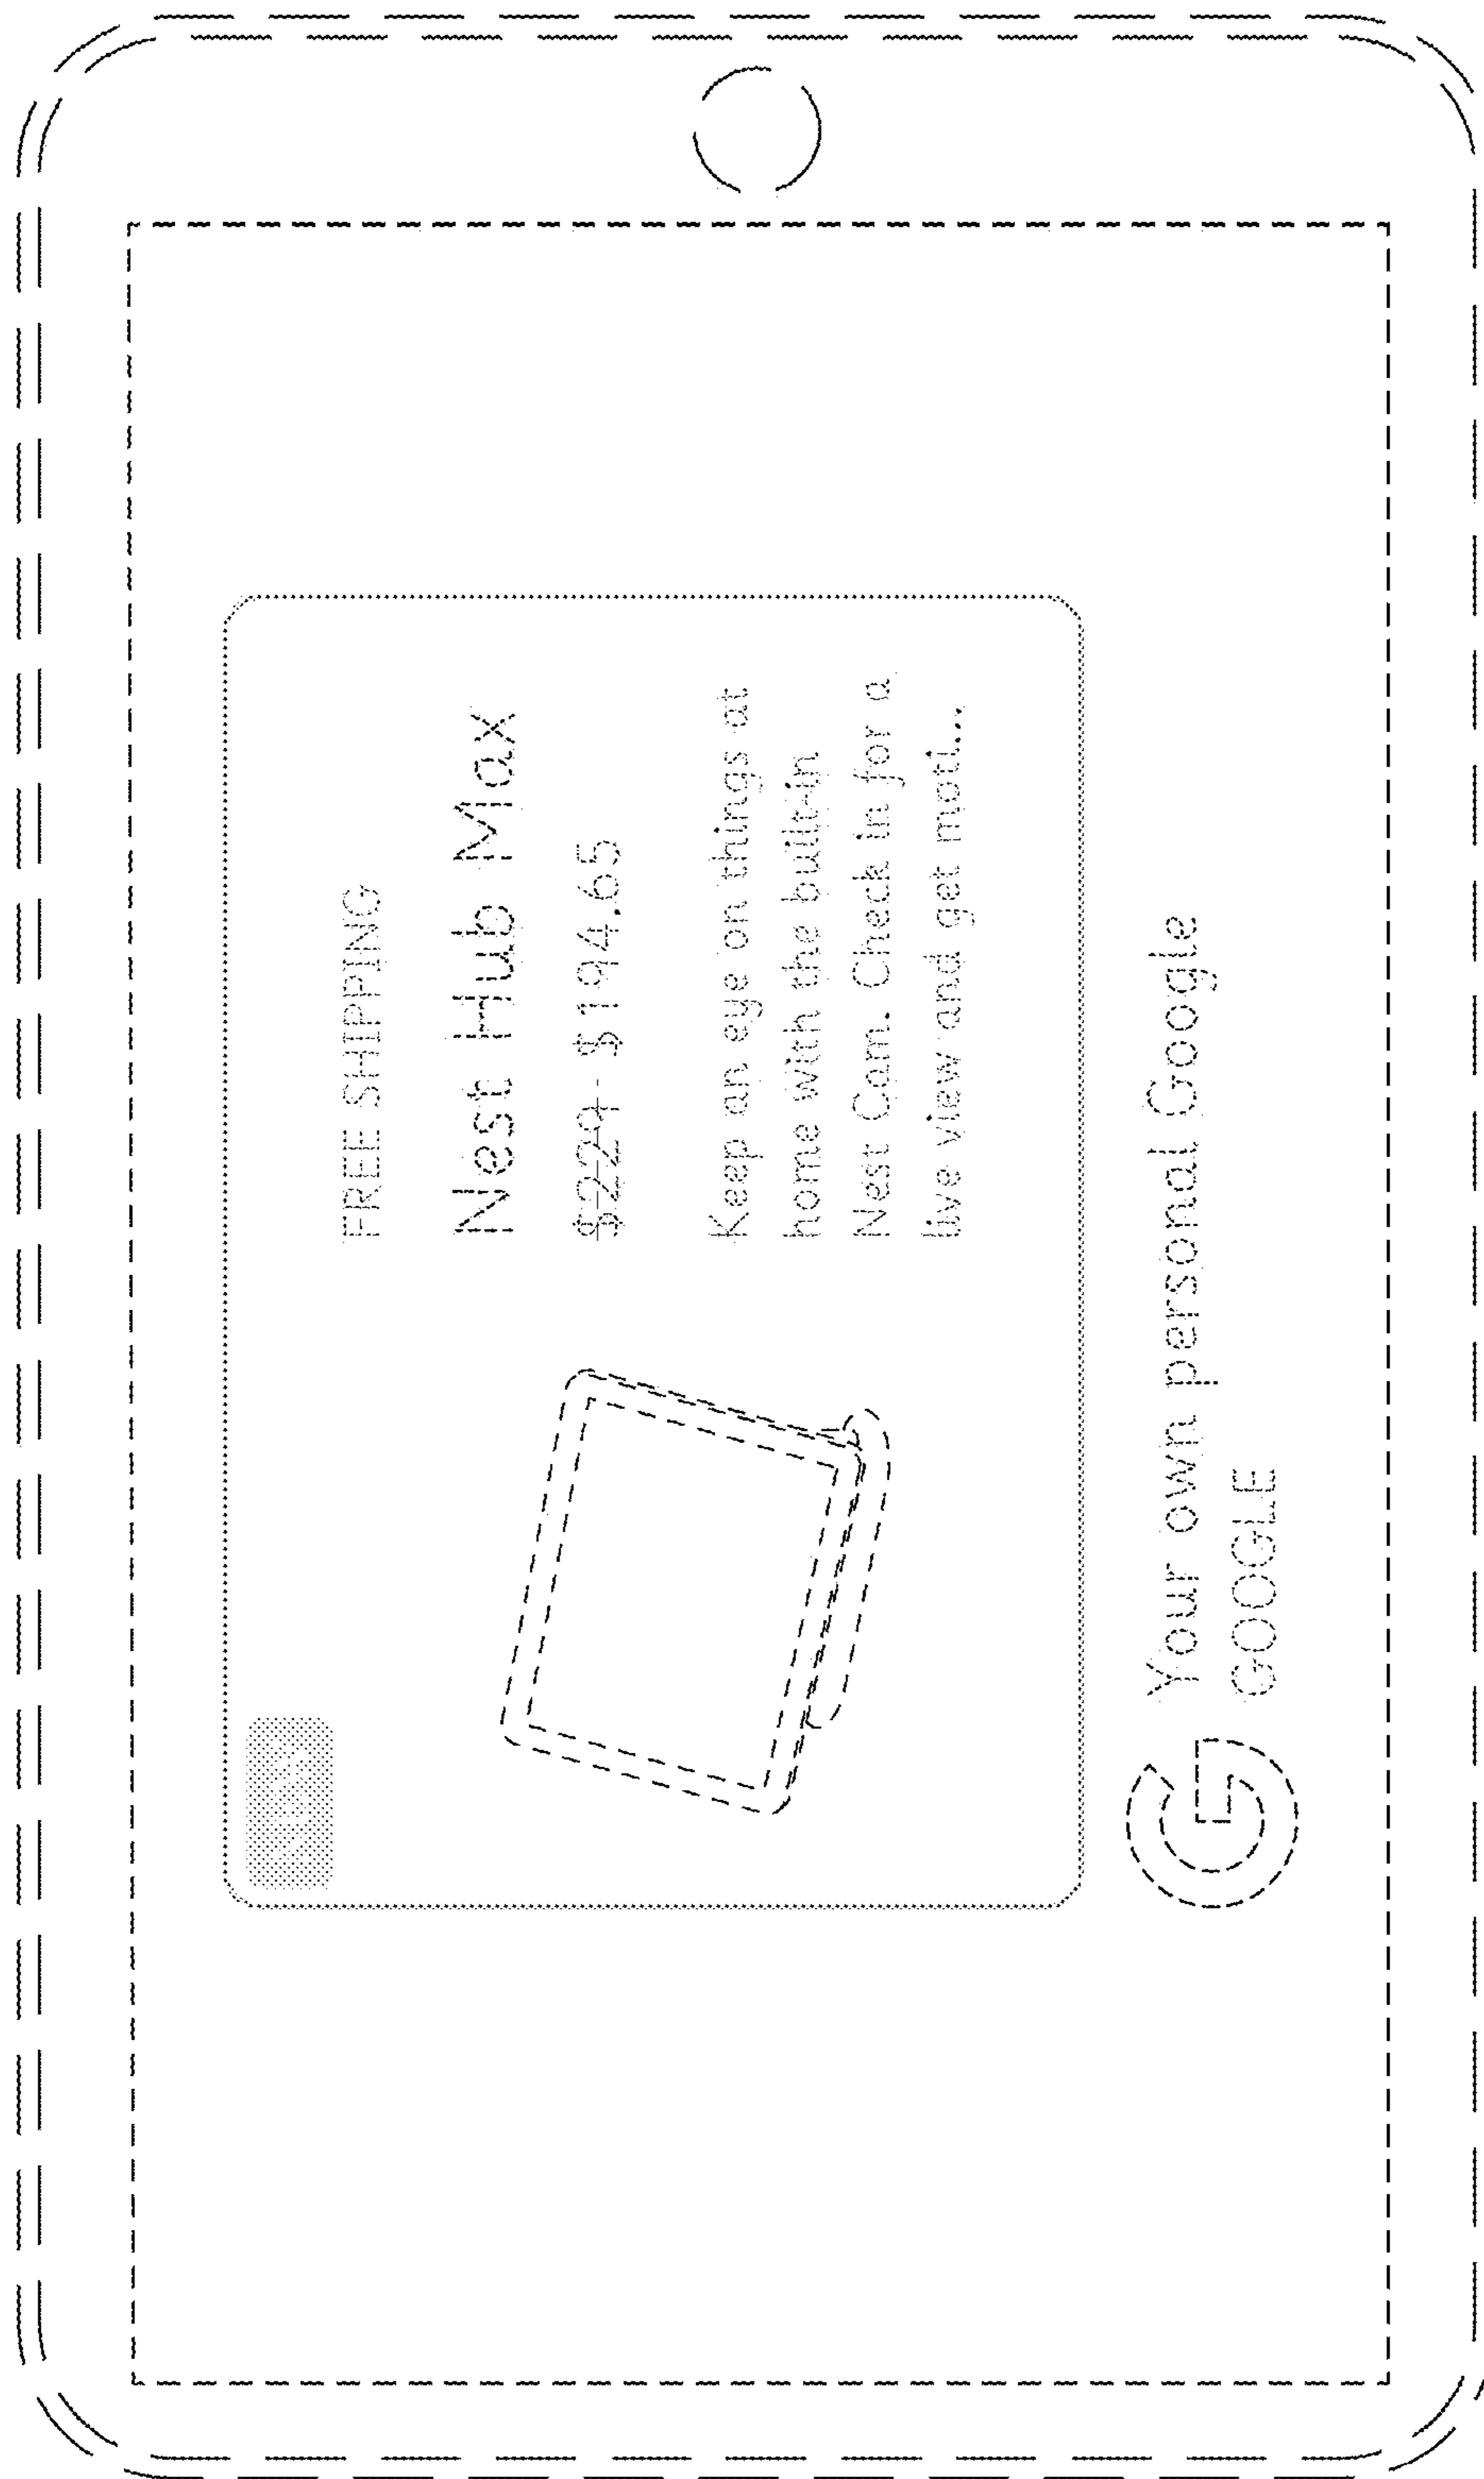 FREE SHIPPING
Nest Hub Max
$229 $194.65
Keep an eye on things at
home with the built-in
Nest Cam. Check in for a
live view and get moti...
G
Your own personal Google
GOOGLE